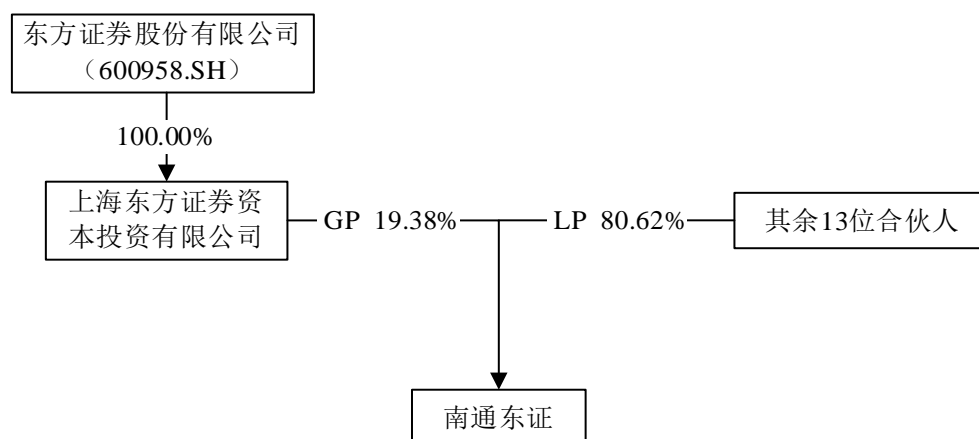 东方证券股份有限公司
（600958.SH）
100.00%
上海东方证券资
本投资有限公司
GP 19.38%
LP 80.62%
其余13位合伙人
南通东证